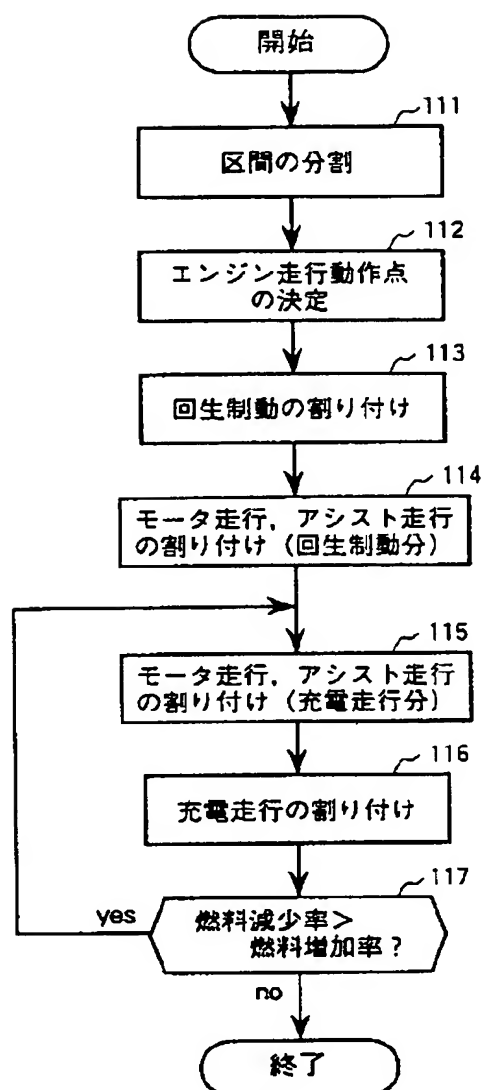 開始
111
区間の分割
112
エンジン走行動作点
の決定
113
回生制動の割り付け
114
モータ走行，アシスト走行
の割り付け（回生制動分）
115
モータ走行，アシスト走行
の割り付け（充電走行分）
116
充電走行の割り付け
117
yes
燃料減少率＞
燃料増加率？
no
終了